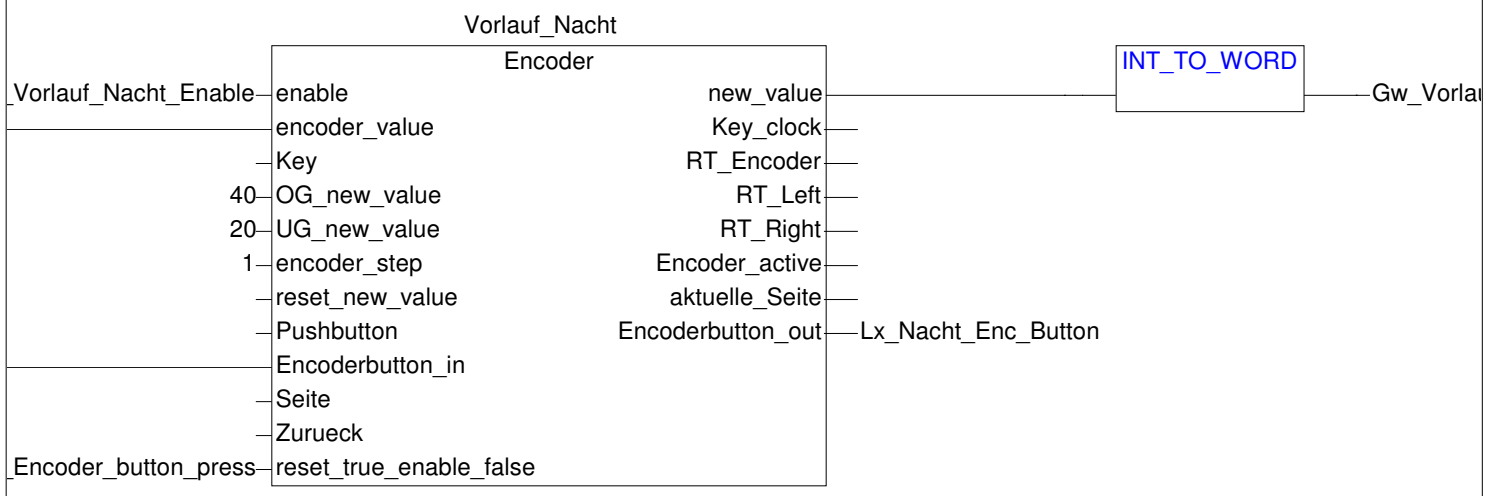 Vorlauf_Nacht
Encoder INT_TO_WORD
_Vorlauf_Nacht_Enable enable new_value Gw_Vorlau
encoder_value Key_clock
Key RT_Encoder
40 OG_new_value RT_Left
20 UG_new_value RT_Right
1 encoder_step Encoder_active
reset_new_value aktuelle_Seite
Pushbutton Encoderbutton_out Lx_Nacht_Enc_Button
Encoderbutton_in
Seite
Zurueck
_Encoder_button_press reset_true_enable_false